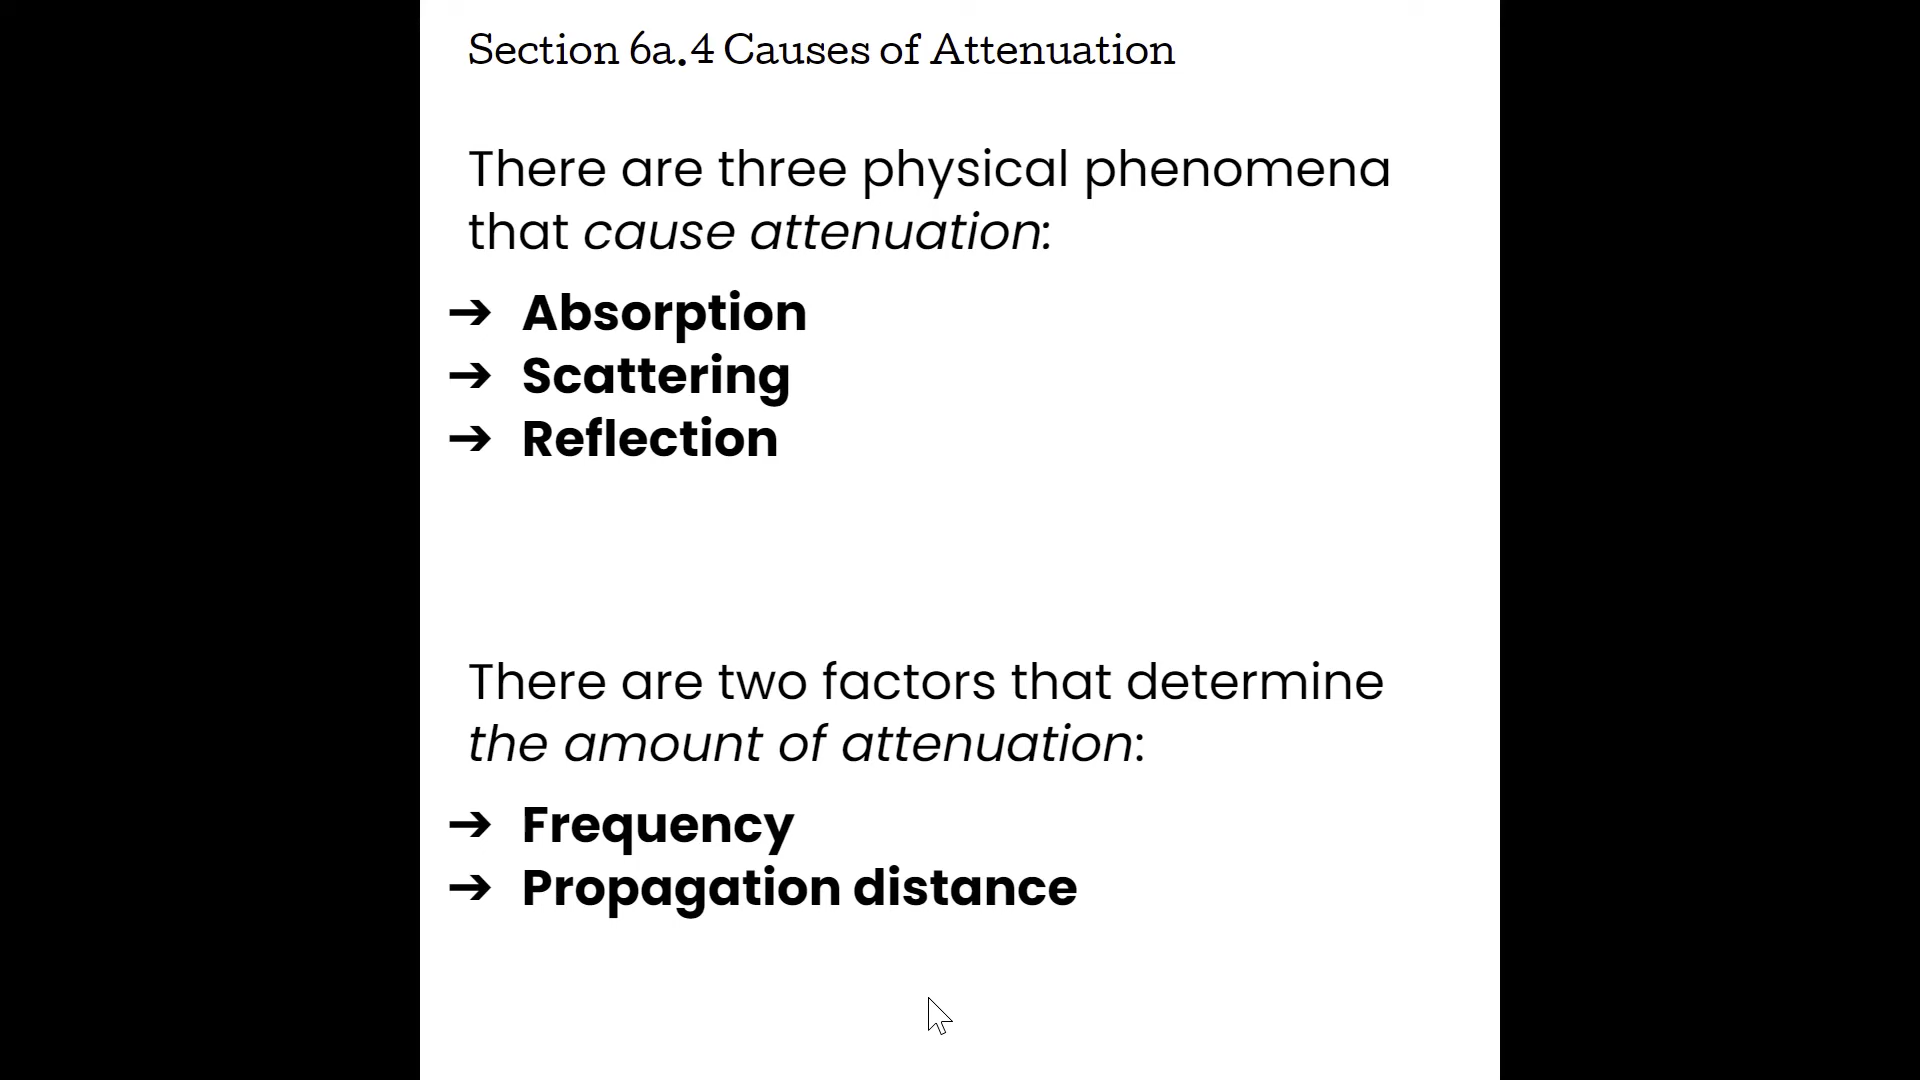 Section 6a.4 Causes of Attenuation
There are three physical phenomena
that cause attenuation:
➔ Absorption
➔ Scattering
➔ Reflection
There are two factors that determine
the amount of attenuation:
➔ Frequency
➔ Propagation distance